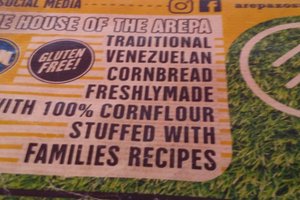 SOCIAL MEDIA
HE HOUSE OF THE AREPA
GLUTEN
FREE!
TRADITIONAL
VENEZUELAN
CORNBREAD
FRESHLYMADE
WITH 100% CORNFLOUR
STUFFED WITH
FAMILIES RECIPES